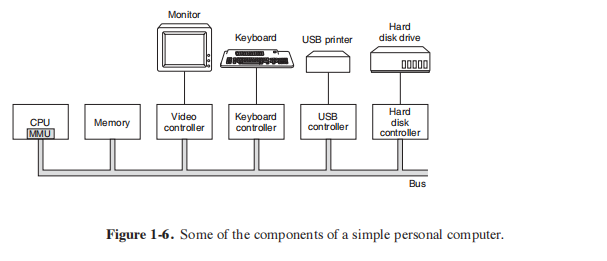 Monitor
Keyboard
USB printer
Hard
disk drive
CPU
MMU
Memory
Video
controller
Keyboard
controller
USB
controller
Hard
disk
controller
Bus
Figure 1-6. Some of the components of a simple personal computer.